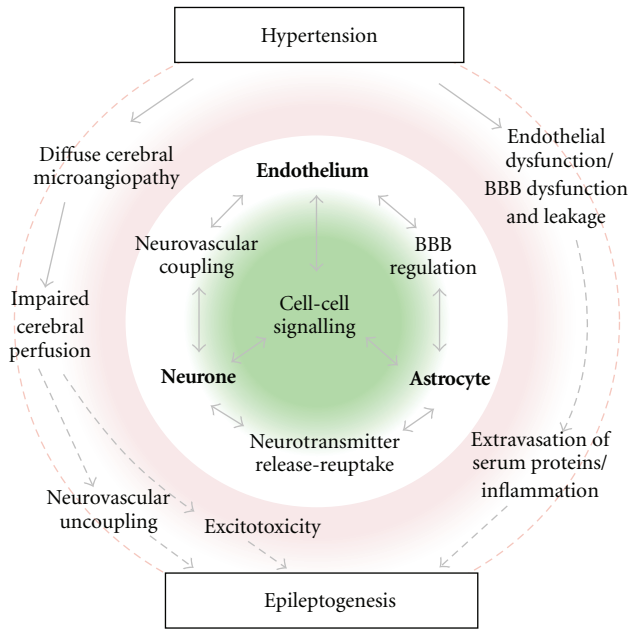 Hypertension
Diffuse cerebral
microangiopathy
Endothelial
dysfunction/
BBB dysfunction
and leakage
Endothelium
Neurovascular
coupling
BBB
regulation
Impaired
cerebral
perfusion
Cell-cell
signalling
Neurone
Astrocyte
Neurotransmitter
release-reuptake
Extravasation of
serum proteins/
inflammation
Neurovascular
uncoupling
Excitotoxicity
Epileptogenesis